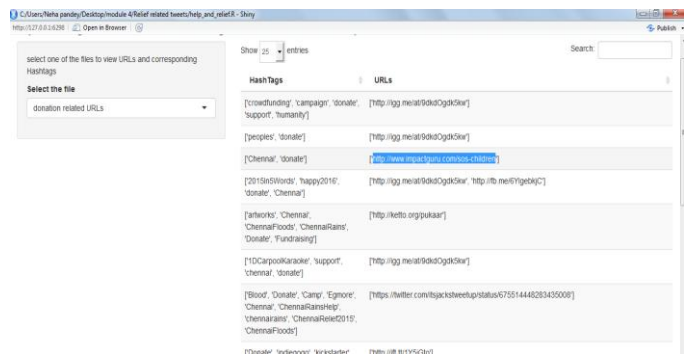 C:/Users/Neha pandey/Desktop/module 4/Relief related tweets/help_and_relief.R - Shiny
http://127.0.0.1:6298 Open in Browser
Publish
select one of the files to view URLs and corresponding
Hashtags
Select the file
donation related URLs
Show 25 entries
Search:
HashTags URLs
['crowdfunding', 'campaign', 'donate', ['http://igg.me/at/9dkdOgdk5kw']
'support', 'humanity']
['peoples', 'donate'] ['http://igg.me/at/9dkdOgdk5kw']
['Chennai', 'donate'] ['http://www.impactguru.com/sos-children']
['2015in5Words', 'happy2016', ['http://igg.me/at/9dkdOgdk5kw', 'http://fb.me/6YIgebkjC']
'donate', 'Chennai']
['artworks', 'Chennai', ['http://ketto.org/pukaar']
'ChennaiFloods', 'ChennaiRains',
'Donate', 'Fundraising']
['1DCarpoolKaraoke', 'support', ['http://igg.me/at/9dkdOgdk5kw']
'chennai', 'donate']
['Blood', 'Donate', 'Camp', 'Egmore', ['https://twitter.com/itsjackstweetup/status/675514448283435008']
'Chennai', 'ChennaiRainsHelp',
'chennairains', 'ChennaiRelief2015',
'ChennaiFloods']
['Donate', 'indiegogo', 'kickstarter',